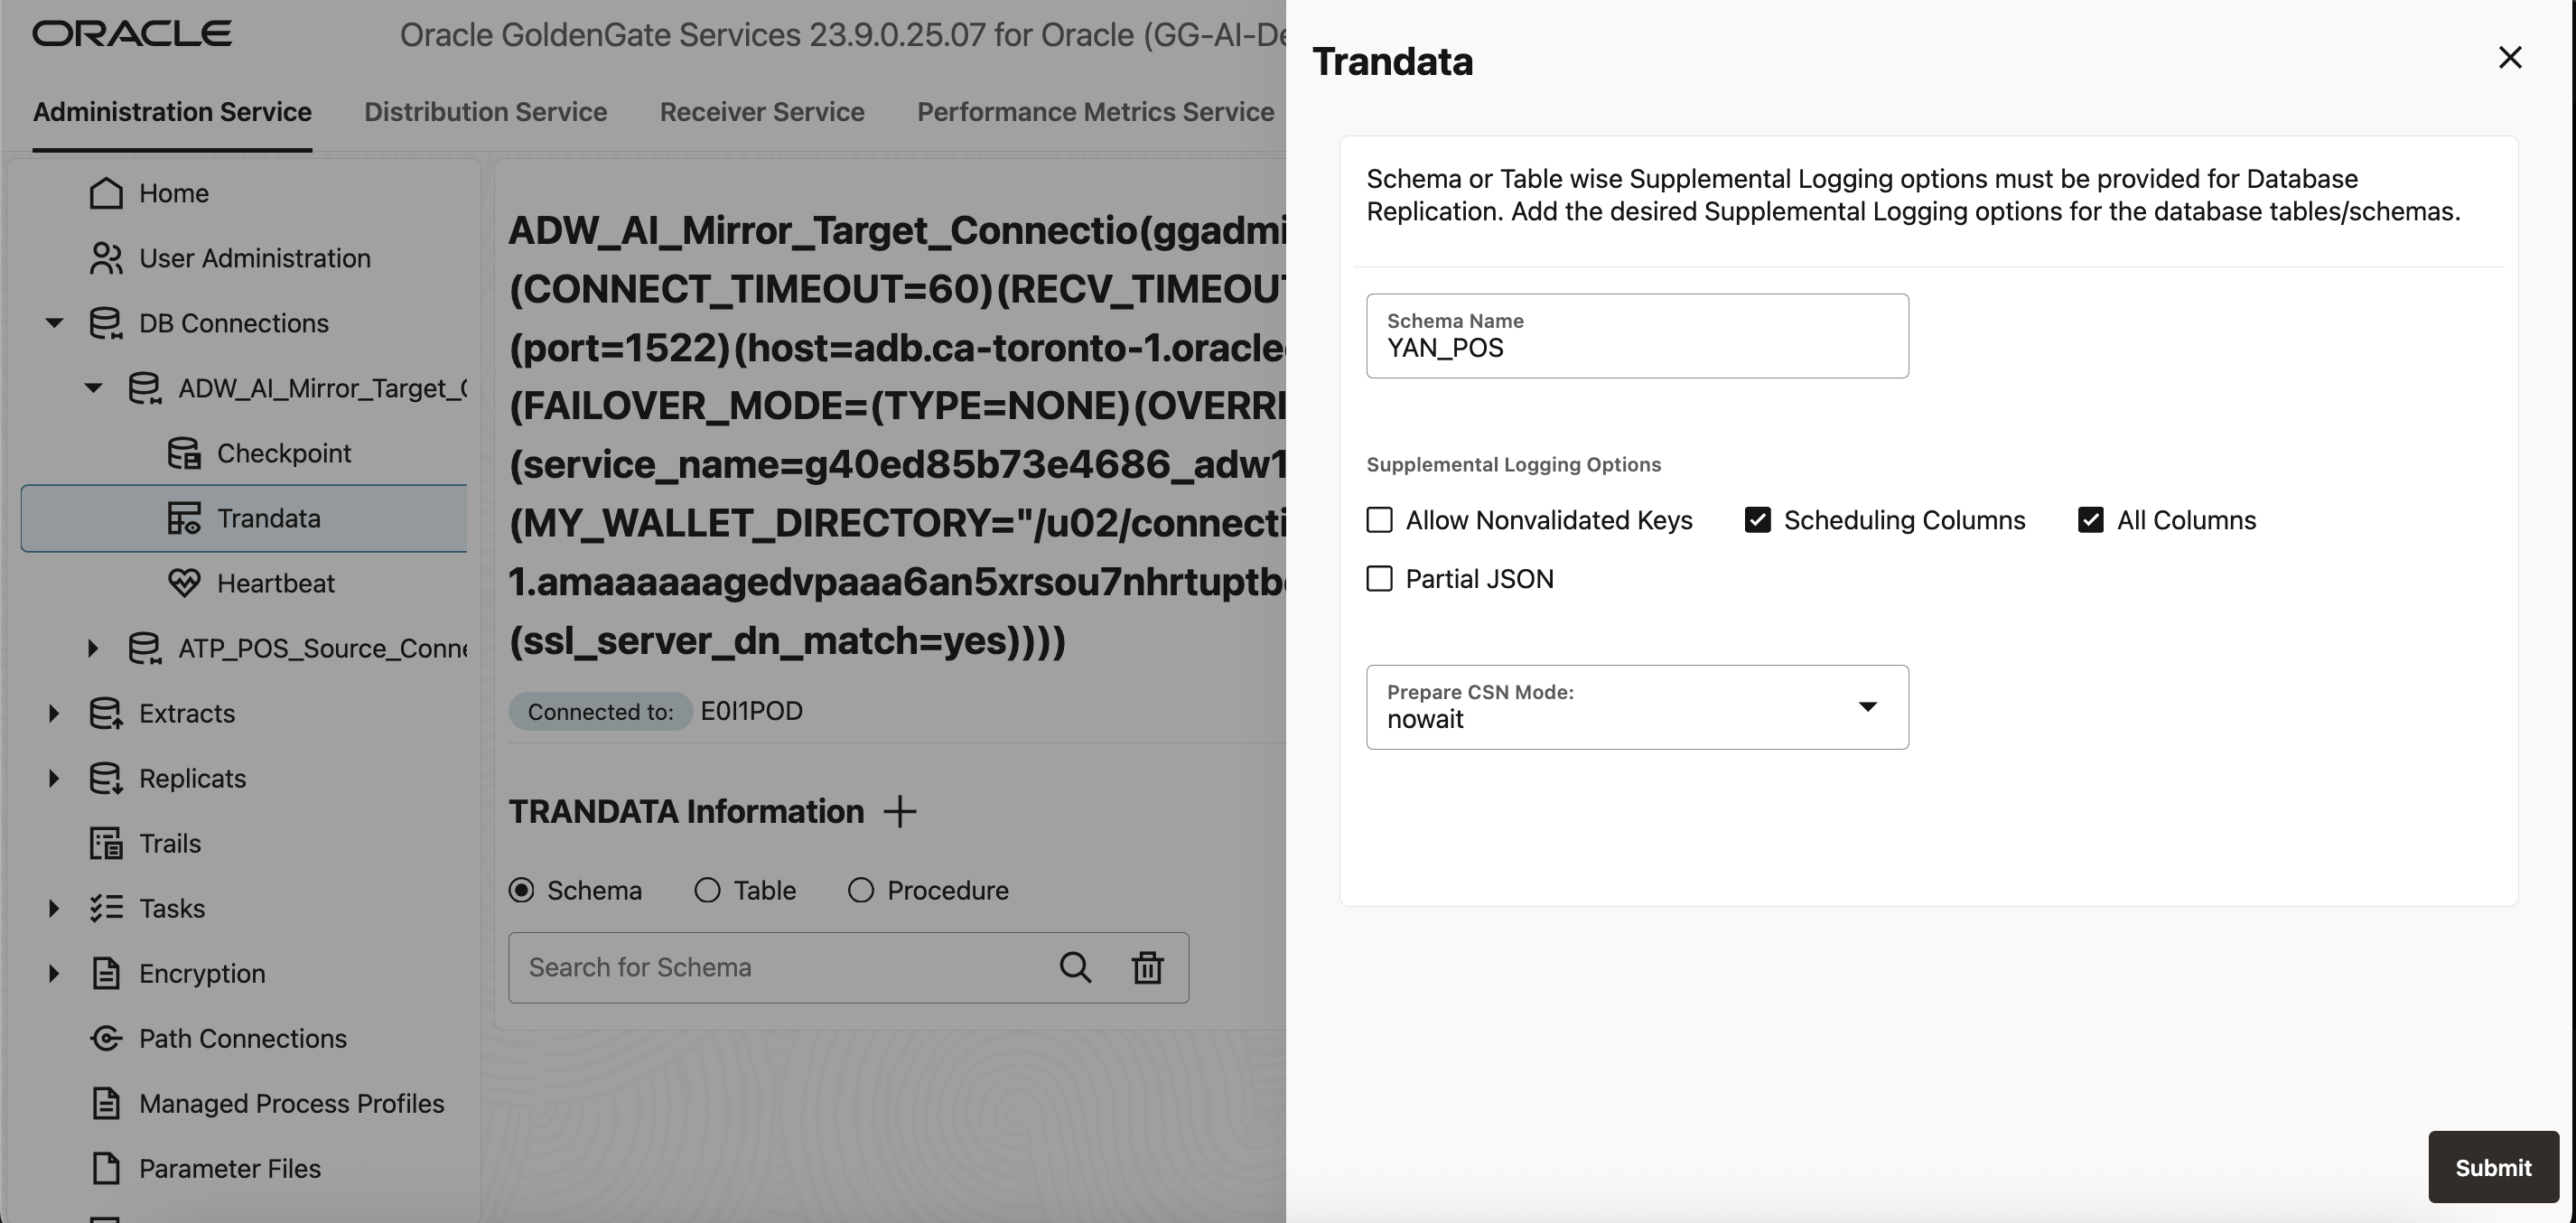 ORACLE
Oracle GoldenGate Services 23.9.0.25.07 for Oracle (GG-AI-De
Administration Service
Distribution Service
Receiver Service
Performance Metrics Service
Home
User Administration
DB Connections
ADW_AI_Mirror_Target_C
Checkpoint
Trandata
Heartbeat
ATP_POS_Source_Conne
Extracts
Replicats
Trails
Tasks
Encryption
Path Connections
Managed Process Profiles
Parameter Files
ADW_AI_Mirror_Target_Connectio(ggadmi
(CONNECT_TIMEOUT=60)(RECV_TIMEOUT
(port=1522)(host=adb.ca-toronto-1.oracle
(FAILOVER_MODE=(TYPE=NONE)(OVERRI
(service_name=g40ed85b73e4686_adw1
(MY_WALLET_DIRECTORY="/u02/connecti
1.amaaaaaagedvpaaa6an5xrsou7nhrtuptb
(ssl_server_dn_match=yes))))
Connected to: E0I1POD
TRANDATA Information
Schema
Table
Procedure
Search for Schema
Trandata
Schema or Table wise Supplemental Logging options must be provided for Database
Replication. Add the desired Supplemental Logging options for the database tables/schemas.
Schema Name
YAN_POS
Supplemental Logging Options
Allow Nonvalidated Keys
Scheduling Columns
All Columns
Partial JSON
Prepare CSN Mode:
nowait
Submit